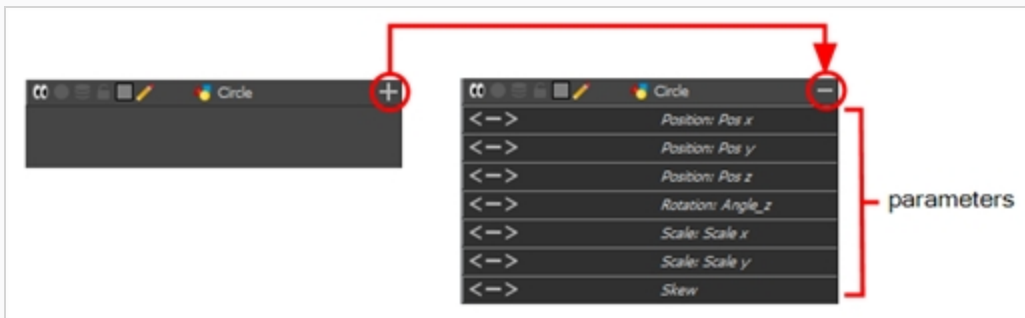 Circle
Circle
Position: Pos x
Position: Pos y
Position: Pos z
Rotation: Angle_z
Scale: Scale x
Scale: Scale y
Skew
parameters